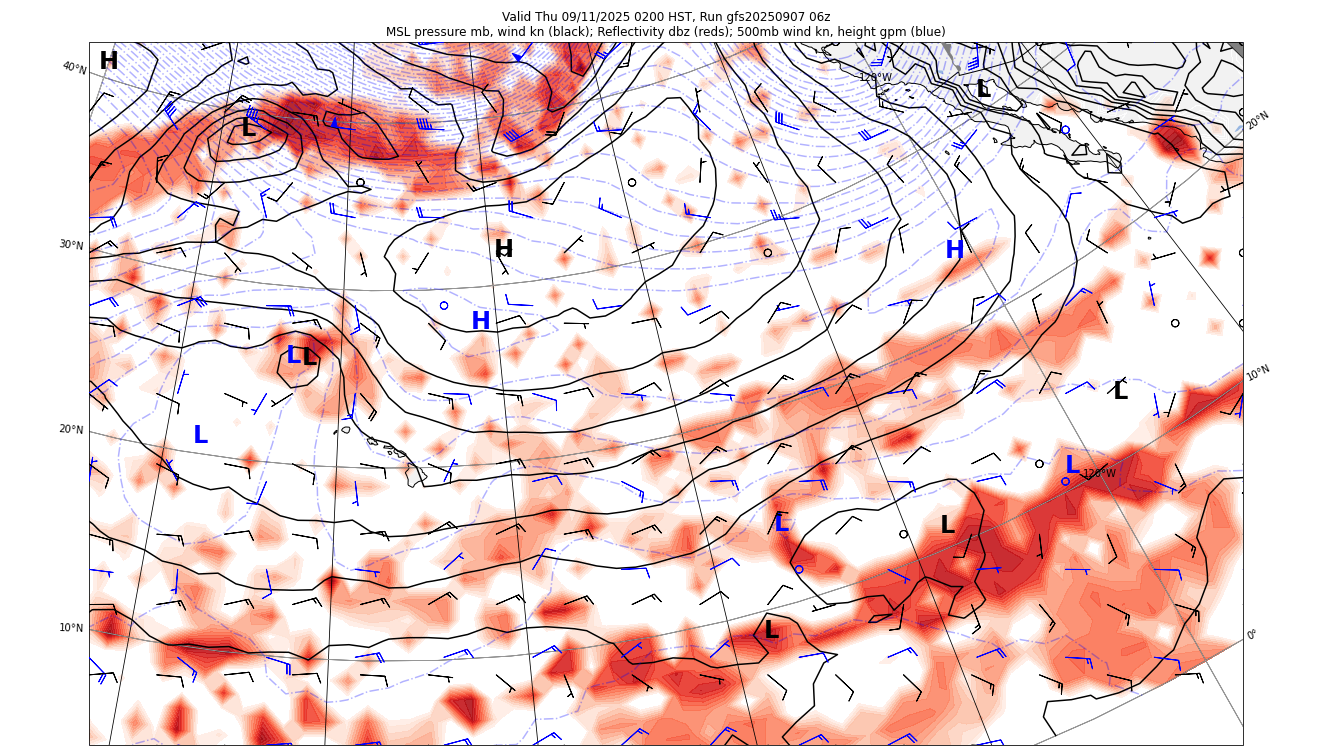 Valid Thu 09/11/2025 0200 HST, Run gfs20250907 06z
MSL pressure mb, wind kn (black); Reflectivity dbz (reds); 500mb wind kn, height gpm (blue)
H
40°N
120°W
L
20°N
L
30°N
H
H
H
L L
10°N
L
L
20°N
L
120°W
L
L
10°N
L
0°